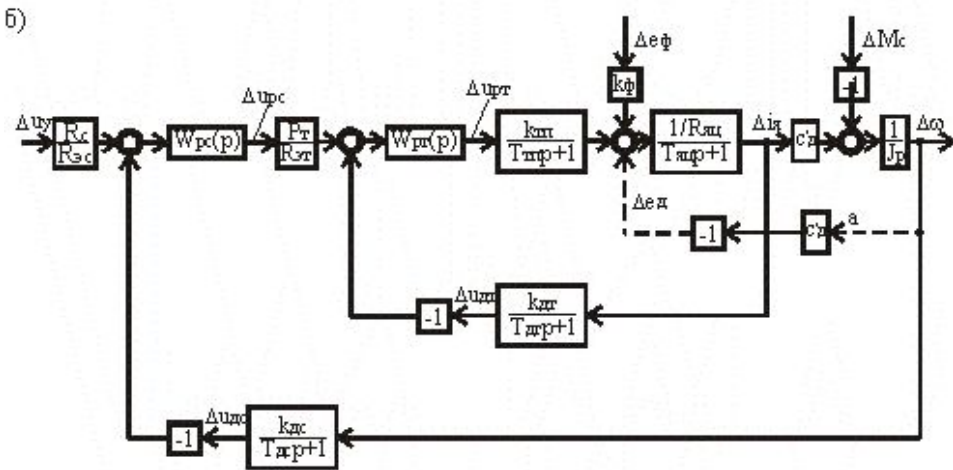 б)
Δeф
ΔMс
kф
-1
Δuу
Rс
Rзс
Wрс(p)
Δuрс
Rт
Rзт
Wрт(p)
Δuрт
kтп
Tтпp+1
1/Rяц
Tяцp+1
Δiя
c'д
1
Jp
Δω
Δeд
-1
c'д
a
-1
Δuдт
kдт
Tдтp+1
-1
Δuдс
kдс
Tдсp+1